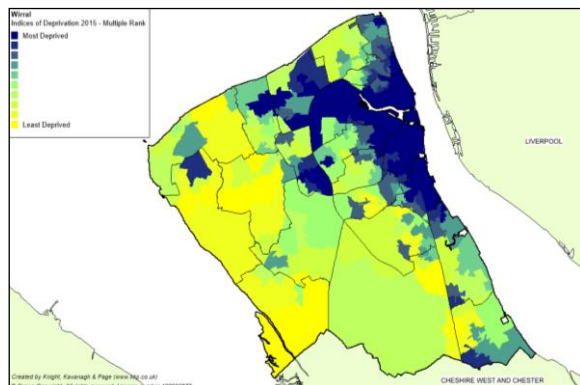 Wirral
Indices of Deprivation 2015 - Multiple Rank
Most Deprived
Least Deprived
LIVERPOOL
CHESHIRE WEST AND CHESTER
Created by Knight, Kavanagh & Page (www.kkp.co.uk)